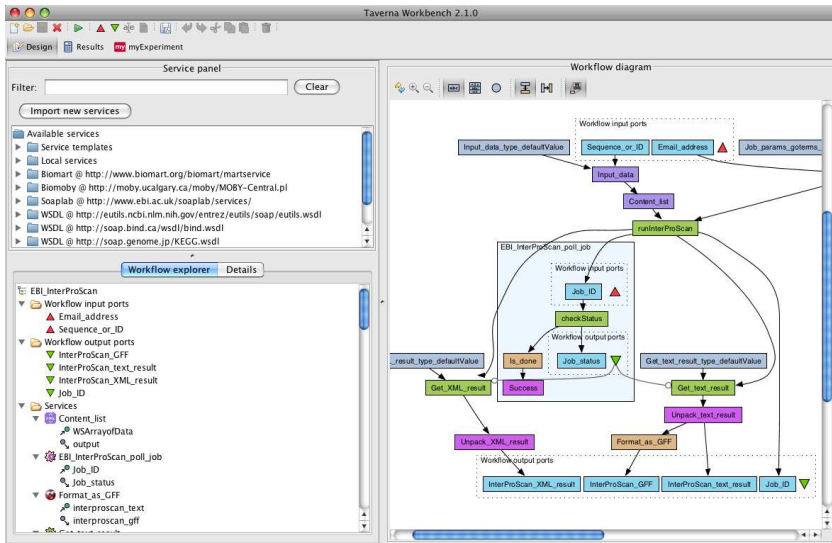 Taverna Workbench 2.1.0
Design Results my myExperiment
Service panel
Filter: Clear
Import new services
Available services
Service templates
Local services
Biomart @ http://www.biomart.org/biomart/martservice
Biomoby @ http://moby.ucalgary.ca/moby/MOBY-Central.pl
Soaplab @ http://www.ebi.ac.uk/soaplab/services/
WSDL @ http://eutils.ncbi.nlm.nih.gov/entrez/eutils/soap/eutils.wsdl
WSDL @ http://soap.bind.ca/wsdl/bind.wsdl
WSDL @ http://soap.genome.jp/KEGG.wsdl
Workflow explorer Details
EBI_InterProScan
Workflow input ports
Email_address
Sequence_or_ID
Workflow output ports
InterProScan_GFF
InterProScan_text_result
InterProScan_XML_result
Job_ID
Services
Content_list
WSArrayofData
output
EBI_InterProScan_poll_job
Job_ID
Job_status
Format_as_GFF
interproscan_text
interproscan_gff
Workflow diagram
Workflow input ports
Input_data_type_defaultValue Sequence_or_ID Email_address Job_params_goterms_
Input_data
Content_list
runInterProScan
EBI_InterProScan_poll_job
Workflow input ports
Job_ID
checkStatus
Workflow output ports
_result_type_defaultValue Is_done Job_status Get_text_result_type_defaultValue
Get_XML_result Success Get_text_result
Unpack_text_result
Unpack_XML_result Format_as_GFF
Workflow output ports
InterProScan_XML_result InterProScan_GFF InterProScan_text_result Job_ID